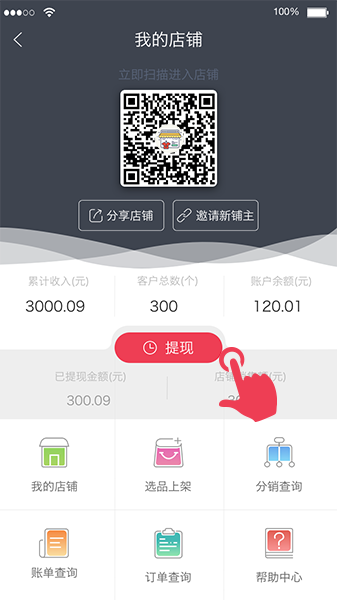 100%
我的店铺
立即扫描进入店铺
分享店铺 邀请新铺主
累计收入(元) 客户总数(个) 账户余额(元)
3000.09 300 120.01
提现
已提现金额(元) 店铺
300.09
我的店铺 选品上架 分销查询
账单查询 订单查询 帮助中心